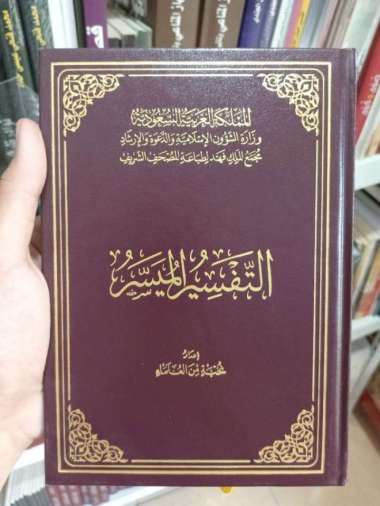 المملكة العربية السعودية
وزارة الشؤون الإسلامية والدعوة والإرشاد
مجمع الملك فهد لطباعة المصحف الشريف
التفسير الميسر
إعداد
نخبة من العلماء